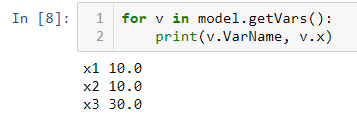 In [8]:
1 for v in model.getVars():
2     print(v.VarName, v.x)
x1 10.0
x2 10.0
x3 30.0